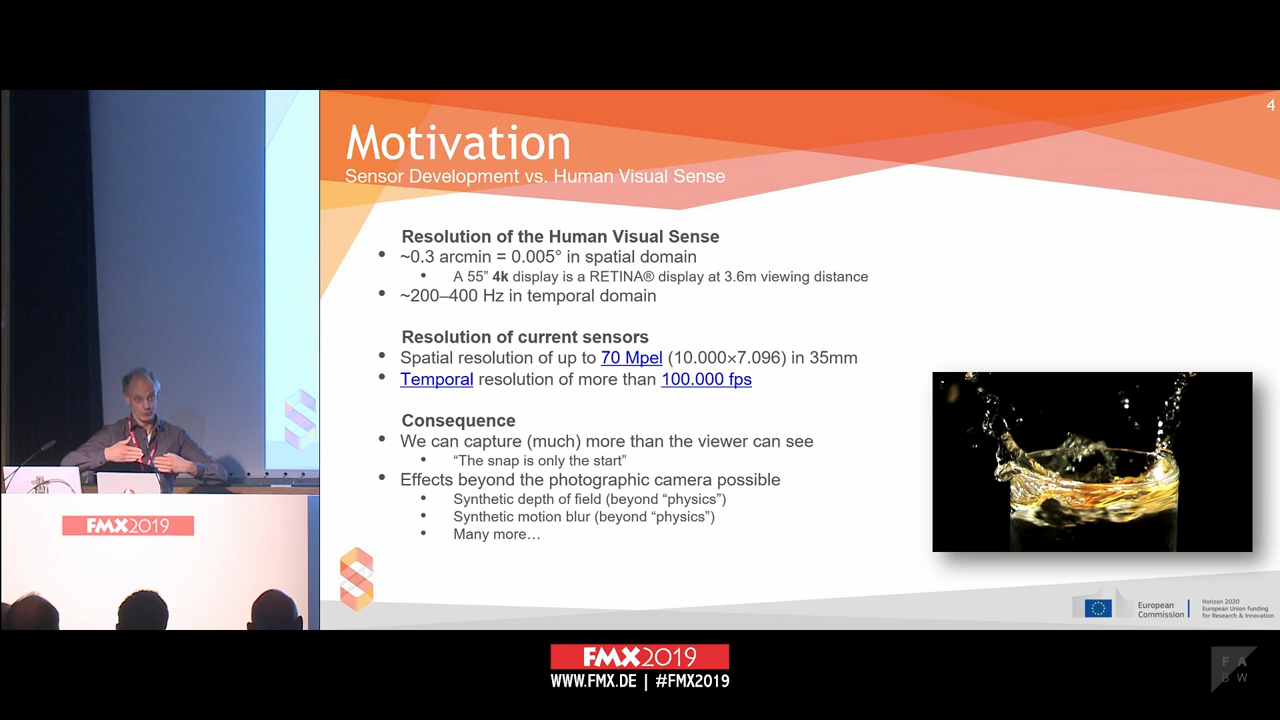 4
Motivation
Sensor Development vs. Human Visual Sense
Resolution of the Human Visual Sense
• ~0.3 arcmin = 0.005° in spatial domain
• A 55” 4k display is a RETINA® display at 3.6m viewing distance
• ~200–400 Hz in temporal domain
Resolution of current sensors
• Spatial resolution of up to 70 Mpel (10.000×7.096) in 35mm
• Temporal resolution of more than 100.000 fps
Consequence
• We can capture (much) more than the viewer can see
• “The snap is only the start”
• Effects beyond the photographic camera possible
• Synthetic depth of field (beyond “physics”)
• Synthetic motion blur (beyond “physics”)
• Many more…
European
Commission
Horizon 2020
European Union funding
for Research & Innovation
FMX2019
FMX2019
WWW.FMX.DE | #FMX2019
F A
B W